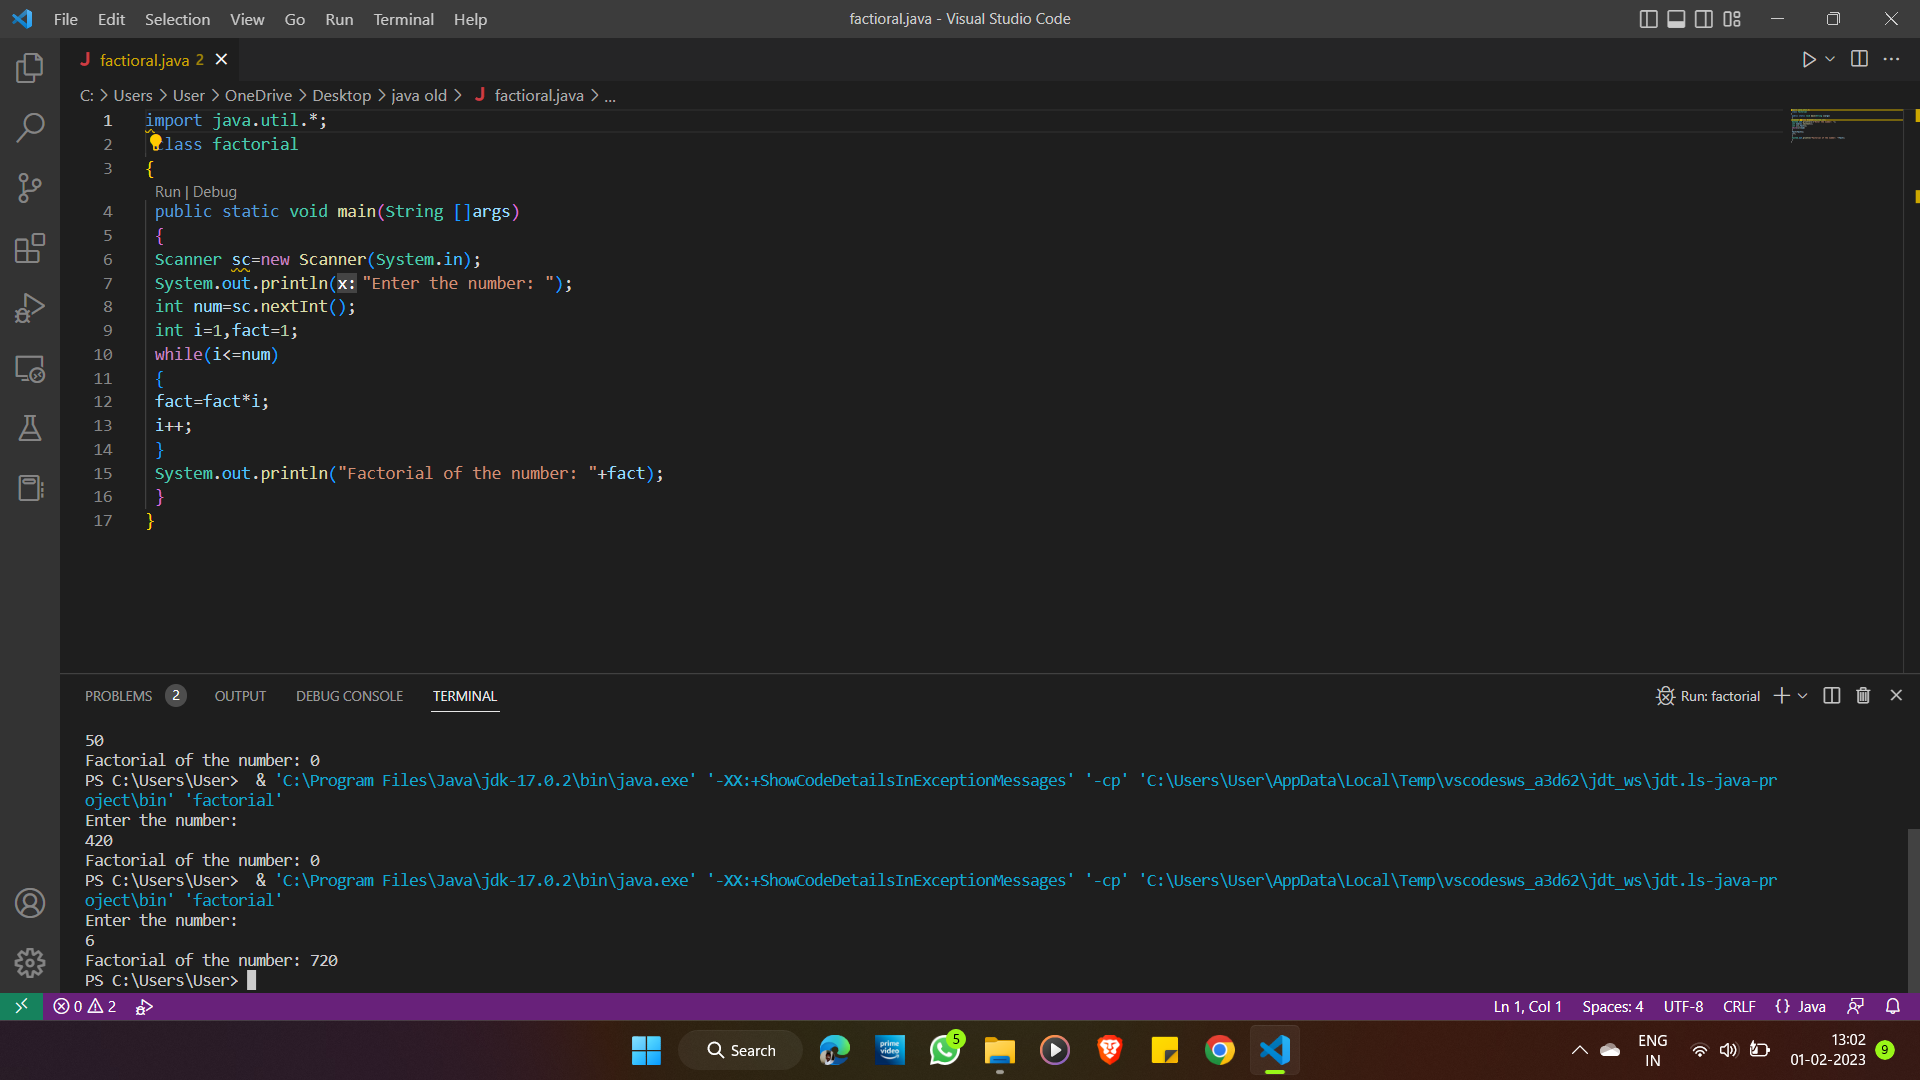 File Edit Selection View Go Run Terminal Help
factioral.java - Visual Studio Code
J factioral.java 2
C: > Users > User > OneDrive > Desktop > java old > J factioral.java > ...
1 import java.util.*;
2 class factorial
3 {
Run | Debug
4 public static void main(String []args)
5 {
6 Scanner sc=new Scanner(System.in);
7 System.out.println(x: "Enter the number: ");
8 int num=sc.nextInt();
9 int i=1,fact=1;
10 while(i<=num)
11 {
12 fact=fact*i;
13 i++;
14 }
15 System.out.println("Factorial of the number: "+fact);
16 }
17 }
PROBLEMS 2 OUTPUT DEBUG CONSOLE TERMINAL
Run: factorial
50
Factorial of the number: 0
PS C:\Users\User>  & 'C:\Program Files\Java\jdk-17.0.2\bin\java.exe' '-XX:+ShowCodeDetailsInExceptionMessages' '-cp' 'C:\Users\User\AppData\Local\Temp\vscodesws_a3d62\jdt_ws\jdt.ls-java-pr
oject\bin' 'factorial'
Enter the number:
420
Factorial of the number: 0
PS C:\Users\User>  & 'C:\Program Files\Java\jdk-17.0.2\bin\java.exe' '-XX:+ShowCodeDetailsInExceptionMessages' '-cp' 'C:\Users\User\AppData\Local\Temp\vscodesws_a3d62\jdt_ws\jdt.ls-java-pr
oject\bin' 'factorial'
Enter the number:
6
Factorial of the number: 720
PS C:\Users\User>
0 2
Ln 1, Col 1 Spaces: 4 UTF-8 CRLF {} Java
Search
prime video
5
ENG
IN
13:02
01-02-2023
9